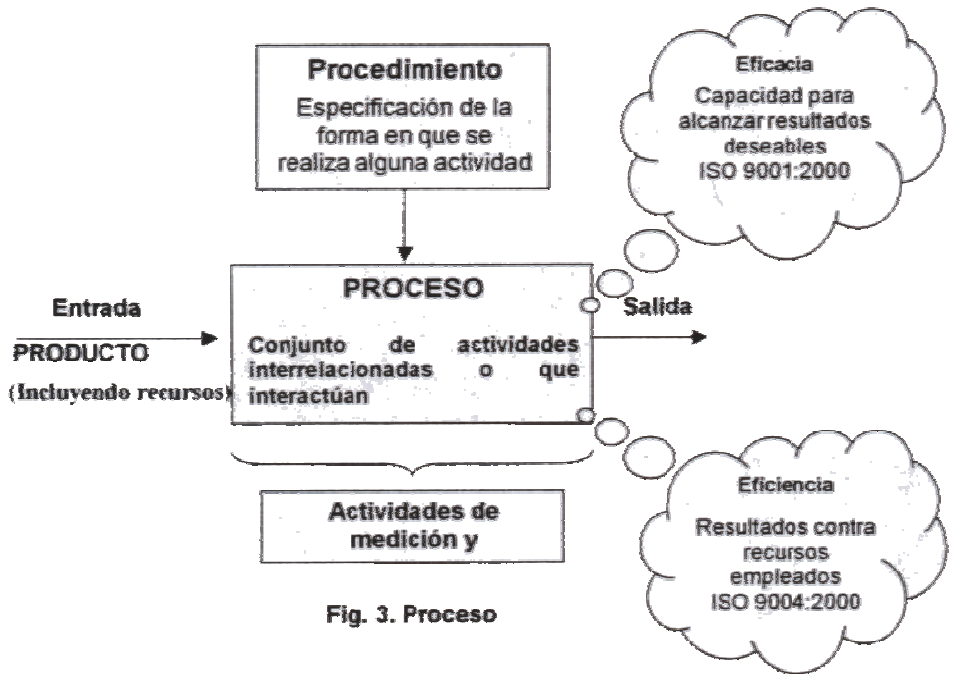 Procedimiento
Especificación de la
forma en que se
realiza alguna actividad
Eficacia
Capacidad para
alcanzar resultados
deseables
ISO 9001:2000
Entrada
PRODUCTO
(Incluyendo recursos)
PROCESO
Conjunto de actividades
interrelacionadas o que
interactúan
Salida
Actividades de
medición y
Eficiencia
Resultados contra
recursos
empleados
ISO 9004:2000
Fig. 3. Proceso